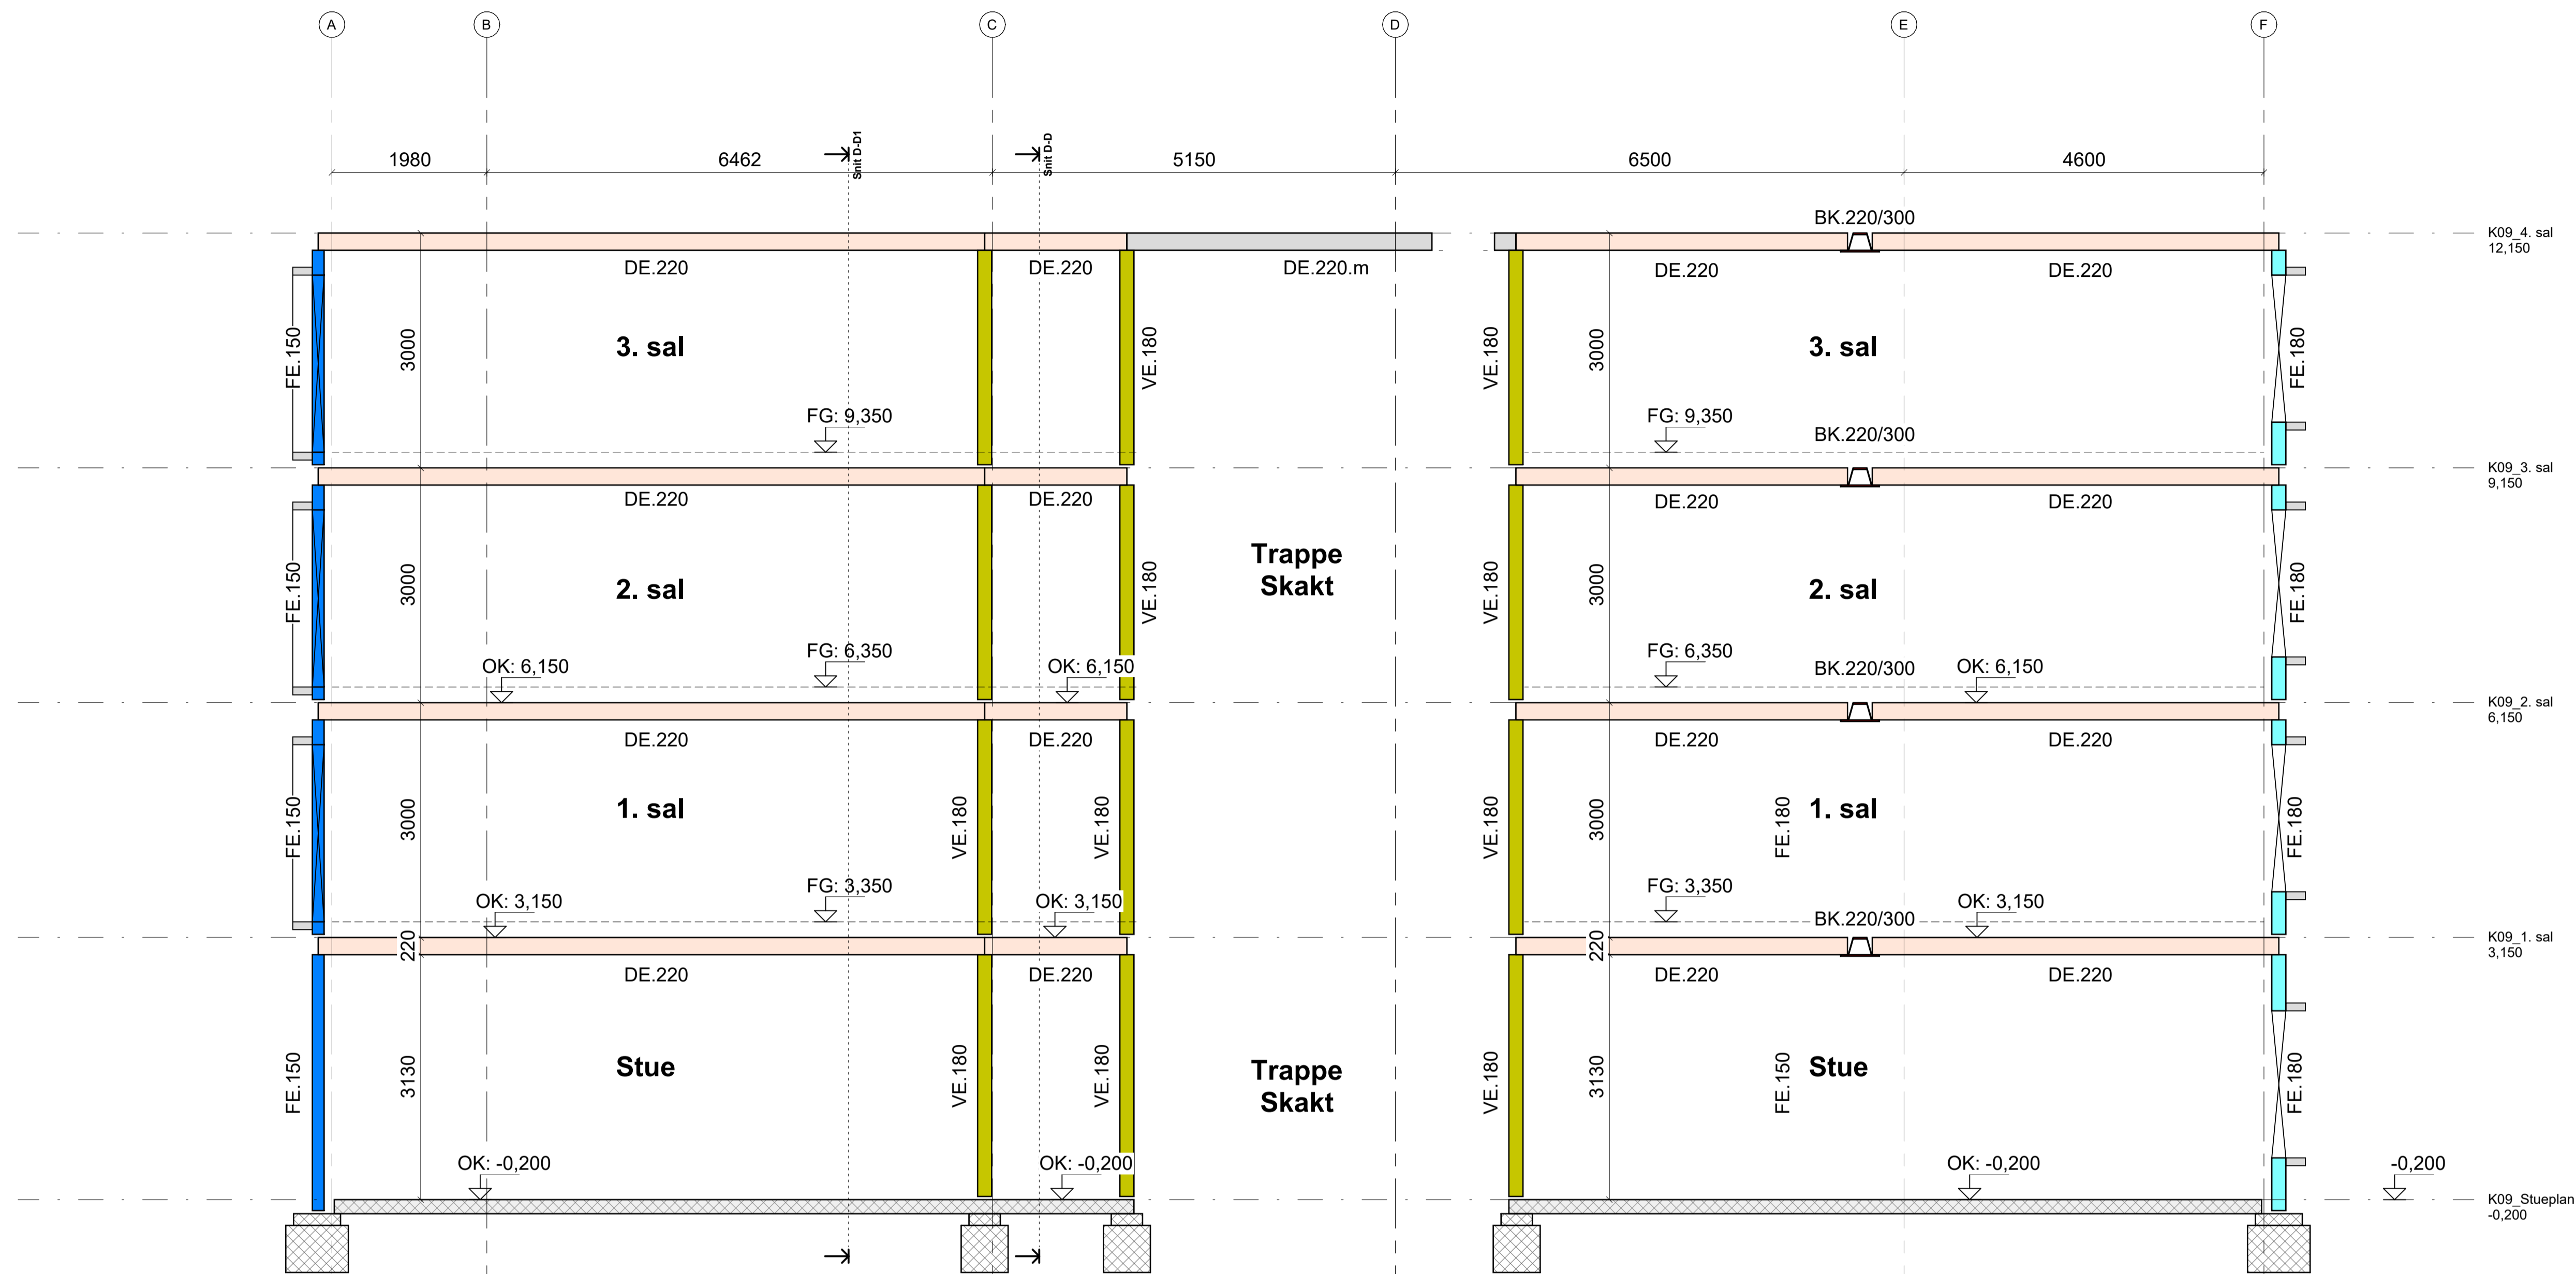 A B C D E F
1980 6462 5150 6500 4600
Snit D-D1
Snit D-D
BK.220/300
K09_4. sal
12,150
DE.220 DE.220 DE.220.m DE.220 DE.220
FE.150 3000 3. sal VE.180 VE.180 3000 3. sal FE.180
FG: 9,350 FG: 9,350 BK.220/300
K09_3. sal
9,150
DE.220 DE.220 DE.220 DE.220
FE.150 3000 2. sal VE.180 VE.180 3000 2. sal FE.180
Trappe
Skakt
OK: 6,150 FG: 6,350 OK: 6,150 FG: 6,350 BK.220/300 OK: 6,150
K09_2. sal
6,150
DE.220 DE.220 DE.220 DE.220
FE.150 3000 1. sal VE.180 VE.180 VE.180 3000 FE.180 1. sal FE.180
OK: 3,150 FG: 3,350 OK: 3,150 FG: 3,350 BK.220/300 OK: 3,150
220 220
K09_1. sal
3,150
DE.220 DE.220 DE.220 DE.220
FE.150 3130 Stue VE.180 VE.180 VE.180 3130 FE.150 Stue FE.180
Trappe
Skakt
OK: -0,200 OK: -0,200 OK: -0,200 -0,200
K09_Stueplan
-0,200